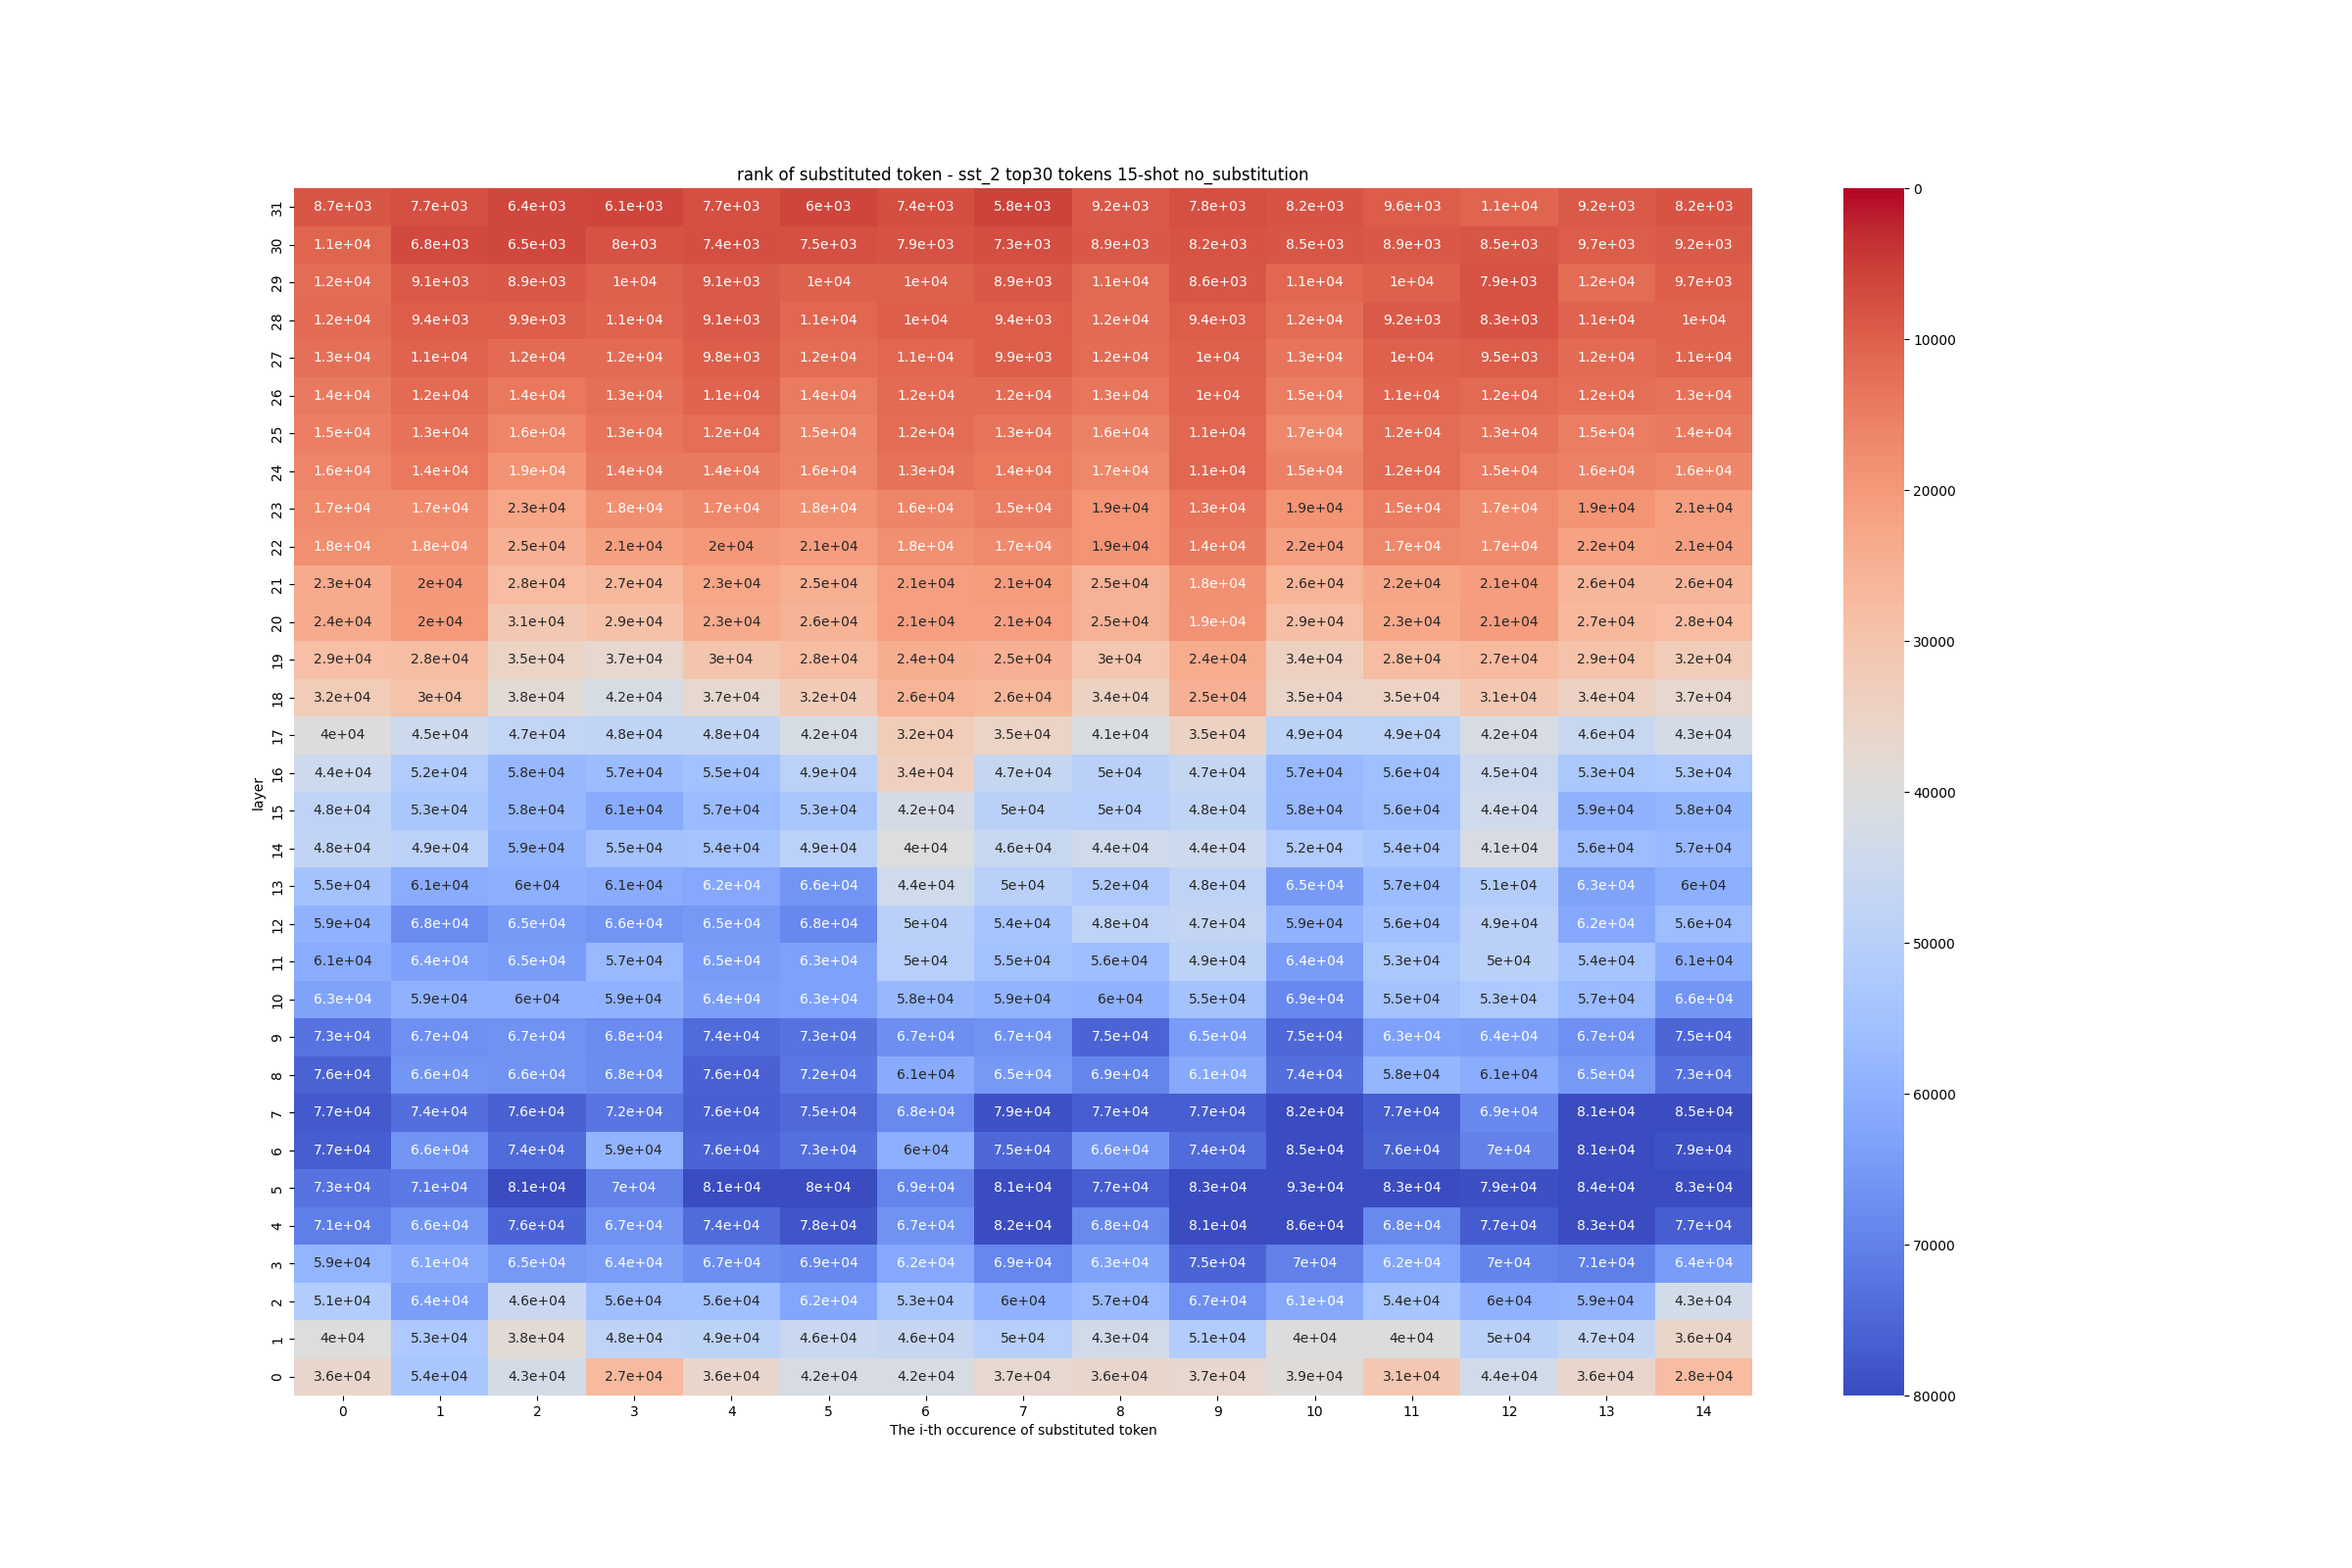 rank of substituted token - sst_2 top30 tokens 15-shot no_substitution
31 8.7e+03 7.7e+03 6.4e+03 6.1e+03 7.7e+03 6e+03 7.4e+03 5.8e+03 9.2e+03 7.8e+03 8.2e+03 9.6e+03 1.1e+04 9.2e+03 8.2e+03 0
30 1.1e+04 6.8e+03 6.5e+03 8e+03 7.4e+03 7.5e+03 7.9e+03 7.3e+03 8.9e+03 8.2e+03 8.5e+03 8.9e+03 8.5e+03 9.7e+03 9.2e+03
29 1.2e+04 9.1e+03 8.9e+03 1e+04 9.1e+03 1e+04 1e+04 8.9e+03 1.1e+04 8.6e+03 1.1e+04 1e+04 7.9e+03 1.2e+04 9.7e+03
28 1.2e+04 9.4e+03 9.9e+03 1.1e+04 9.1e+03 1.1e+04 1e+04 9.4e+03 1.2e+04 9.4e+03 1.2e+04 9.2e+03 8.3e+03 1.1e+04 1e+04
27 1.3e+04 1.1e+04 1.2e+04 1.2e+04 9.8e+03 1.2e+04 1.1e+04 9.9e+03 1.2e+04 1e+04 1.3e+04 1e+04 9.5e+03 1.2e+04 1.1e+04 10000
26 1.4e+04 1.2e+04 1.4e+04 1.3e+04 1.1e+04 1.4e+04 1.2e+04 1.2e+04 1.3e+04 1e+04 1.5e+04 1.1e+04 1.2e+04 1.2e+04 1.3e+04
25 1.5e+04 1.3e+04 1.6e+04 1.3e+04 1.2e+04 1.5e+04 1.2e+04 1.3e+04 1.6e+04 1.1e+04 1.7e+04 1.2e+04 1.3e+04 1.5e+04 1.4e+04
24 1.6e+04 1.4e+04 1.9e+04 1.4e+04 1.4e+04 1.6e+04 1.3e+04 1.4e+04 1.7e+04 1.1e+04 1.5e+04 1.2e+04 1.5e+04 1.6e+04 1.6e+04 20000
23 1.7e+04 1.7e+04 2.3e+04 1.8e+04 1.7e+04 1.8e+04 1.6e+04 1.5e+04 1.9e+04 1.3e+04 1.9e+04 1.5e+04 1.7e+04 1.9e+04 2.1e+04
22 1.8e+04 1.8e+04 2.5e+04 2.1e+04 2e+04 2.1e+04 1.8e+04 1.7e+04 1.9e+04 1.4e+04 2.2e+04 1.7e+04 1.7e+04 2.2e+04 2.1e+04
21 2.3e+04 2e+04 2.8e+04 2.7e+04 2.3e+04 2.5e+04 2.1e+04 2.1e+04 2.5e+04 1.8e+04 2.6e+04 2.2e+04 2.1e+04 2.6e+04 2.6e+04
20 2.4e+04 2e+04 3.1e+04 2.9e+04 2.3e+04 2.6e+04 2.1e+04 2.1e+04 2.5e+04 1.9e+04 2.9e+04 2.3e+04 2.1e+04 2.7e+04 2.8e+04 30000
19 2.9e+04 2.8e+04 3.5e+04 3.7e+04 3e+04 2.8e+04 2.4e+04 2.5e+04 3e+04 2.4e+04 3.4e+04 2.8e+04 2.7e+04 2.9e+04 3.2e+04
18 3.2e+04 3e+04 3.8e+04 4.2e+04 3.7e+04 3.2e+04 2.6e+04 2.6e+04 3.4e+04 2.5e+04 3.5e+04 3.5e+04 3.1e+04 3.4e+04 3.7e+04
17 4e+04 4.5e+04 4.7e+04 4.8e+04 4.8e+04 4.2e+04 3.2e+04 3.5e+04 4.1e+04 3.5e+04 4.9e+04 4.9e+04 4.2e+04 4.6e+04 4.3e+04
16 4.4e+04 5.2e+04 5.8e+04 5.7e+04 5.5e+04 4.9e+04 3.4e+04 4.7e+04 5e+04 4.7e+04 5.7e+04 5.6e+04 4.5e+04 5.3e+04 5.3e+04 40000
layer
15 4.8e+04 5.3e+04 5.8e+04 6.1e+04 5.7e+04 5.3e+04 4.2e+04 5e+04 5e+04 4.8e+04 5.8e+04 5.6e+04 4.4e+04 5.9e+04 5.8e+04
14 4.8e+04 4.9e+04 5.9e+04 5.5e+04 5.4e+04 4.9e+04 4e+04 4.6e+04 4.4e+04 4.4e+04 5.2e+04 5.4e+04 4.1e+04 5.6e+04 5.7e+04
13 5.5e+04 6.1e+04 6e+04 6.1e+04 6.2e+04 6.6e+04 4.4e+04 5e+04 5.2e+04 4.8e+04 6.5e+04 5.7e+04 5.1e+04 6.3e+04 6e+04
12 5.9e+04 6.8e+04 6.5e+04 6.6e+04 6.5e+04 6.8e+04 5e+04 5.4e+04 4.8e+04 4.7e+04 5.9e+04 5.6e+04 4.9e+04 6.2e+04 5.6e+04 50000
11 6.1e+04 6.4e+04 6.5e+04 5.7e+04 6.5e+04 6.3e+04 5e+04 5.5e+04 5.6e+04 4.9e+04 6.4e+04 5.3e+04 5e+04 5.4e+04 6.1e+04
10 6.3e+04 5.9e+04 6e+04 5.9e+04 6.4e+04 6.3e+04 5.8e+04 5.9e+04 6e+04 5.5e+04 6.9e+04 5.5e+04 5.3e+04 5.7e+04 6.6e+04
9 7.3e+04 6.7e+04 6.7e+04 6.8e+04 7.4e+04 7.3e+04 6.7e+04 6.7e+04 7.5e+04 6.5e+04 7.5e+04 6.3e+04 6.4e+04 6.7e+04 7.5e+04
8 7.6e+04 6.6e+04 6.6e+04 6.8e+04 7.6e+04 7.2e+04 6.1e+04 6.5e+04 6.9e+04 6.1e+04 7.4e+04 5.8e+04 6.1e+04 6.5e+04 7.3e+04 60000
7 7.7e+04 7.4e+04 7.6e+04 7.2e+04 7.6e+04 7.5e+04 6.8e+04 7.9e+04 7.7e+04 7.7e+04 8.2e+04 7.7e+04 6.9e+04 8.1e+04 8.5e+04
6 7.7e+04 6.6e+04 7.4e+04 5.9e+04 7.6e+04 7.3e+04 6e+04 7.5e+04 6.6e+04 7.4e+04 8.5e+04 7.6e+04 7e+04 8.1e+04 7.9e+04
5 7.3e+04 7.1e+04 8.1e+04 7e+04 8.1e+04 8e+04 6.9e+04 8.1e+04 7.7e+04 8.3e+04 9.3e+04 8.3e+04 7.9e+04 8.4e+04 8.3e+04
4 7.1e+04 6.6e+04 7.6e+04 6.7e+04 7.4e+04 7.8e+04 6.7e+04 8.2e+04 6.8e+04 8.1e+04 8.6e+04 6.8e+04 7.7e+04 8.3e+04 7.7e+04 70000
3 5.9e+04 6.1e+04 6.5e+04 6.4e+04 6.7e+04 6.9e+04 6.2e+04 6.9e+04 6.3e+04 7.5e+04 7e+04 6.2e+04 7e+04 7.1e+04 6.4e+04
2 5.1e+04 6.4e+04 4.6e+04 5.6e+04 5.6e+04 6.2e+04 5.3e+04 6e+04 5.7e+04 6.7e+04 6.1e+04 5.4e+04 6e+04 5.9e+04 4.3e+04
1 4e+04 5.3e+04 3.8e+04 4.8e+04 4.9e+04 4.6e+04 4.6e+04 5e+04 4.3e+04 5.1e+04 4e+04 4e+04 5e+04 4.7e+04 3.6e+04
0 3.6e+04 5.4e+04 4.3e+04 2.7e+04 3.6e+04 4.2e+04 4.2e+04 3.7e+04 3.6e+04 3.7e+04 3.9e+04 3.1e+04 4.4e+04 3.6e+04 2.8e+04 80000
0 1 2 3 4 5 6 7 8 9 10 11 12 13 14
The i-th occurence of substituted token